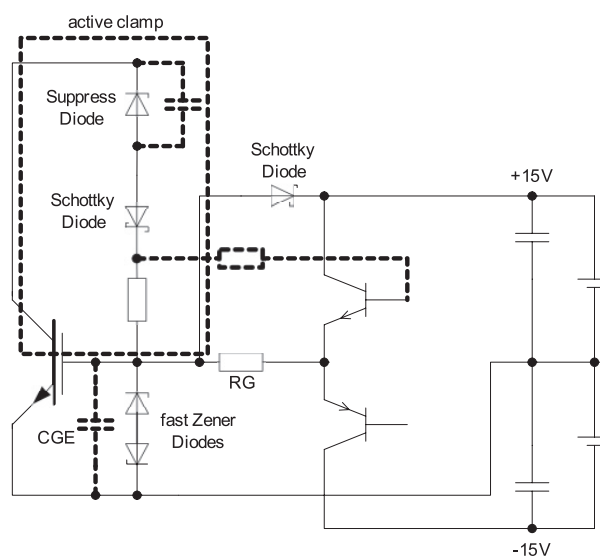 active clamp
Suppress
Diode
Schottky
Diode
Schottky
Diode
+15V
RG
CGE
fast Zener
Diodes
-15V